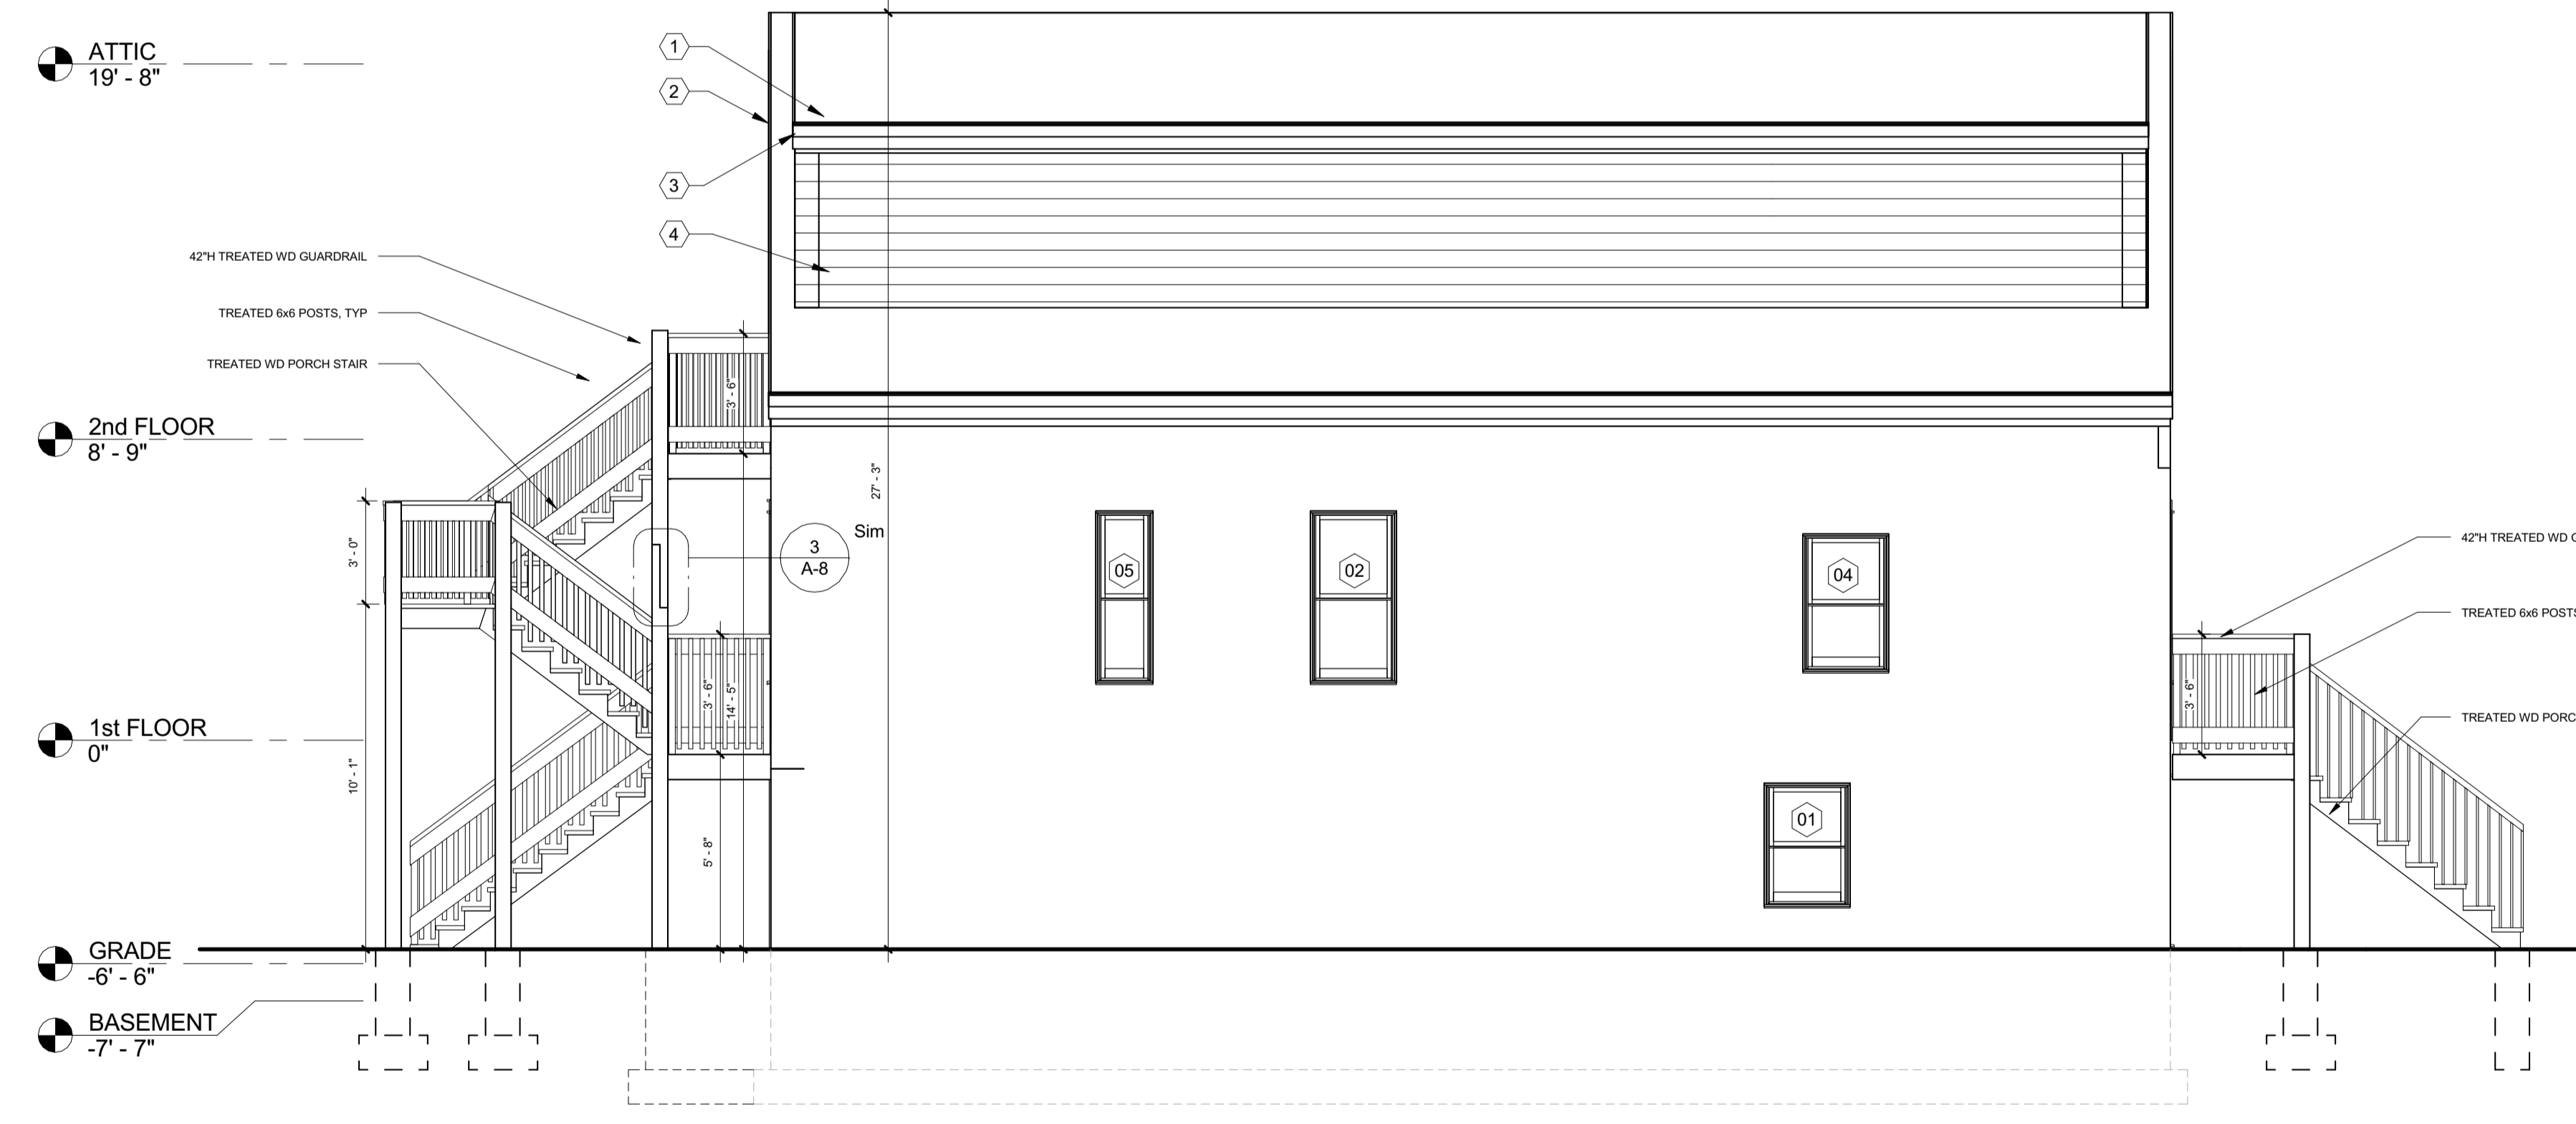 ATTIC
19' - 8"
1
2
3
4
42"H TREATED WD GUARDRAIL
TREATED 6x6 POSTS, TYP
TREATED WD PORCH STAIR
2nd FLOOR
8' - 9"
3' - 6"
27' - 3"
Sim
3
A-8
3' - 0"
05
02
04
42"H TREATED WD
TREATED 6x6 POSTS
TREATED WD PORC
3' - 6"
14' - 5"
3' - 6"
1st FLOOR
0"
10' - 1"
5' - 8"
01
GRADE
-6' - 6"
BASEMENT
-7' - 7"